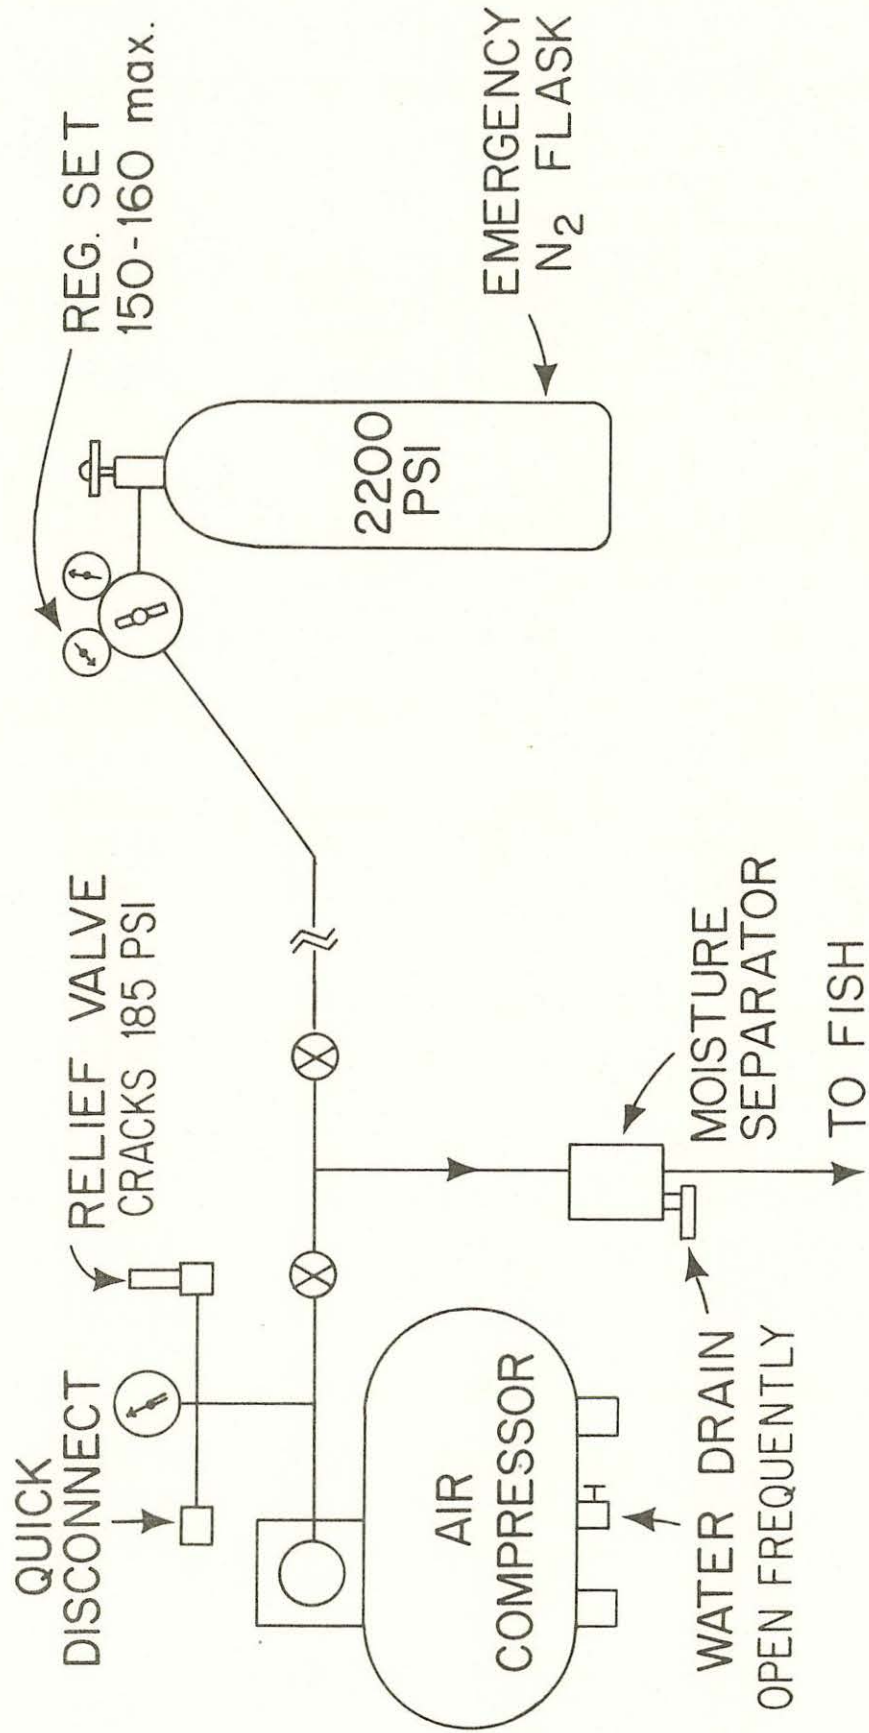 QUICK
DISCONNECT
RELIEF VALVE
CRACKS 185 PSI
REG. SET
150-160 max.
2200
PSI
EMERGENCY
N2 FLASK
AIR
COMPRESSOR
WATER DRAIN
OPEN FREQUENTLY
MOISTURE
SEPARATOR
TO FISH